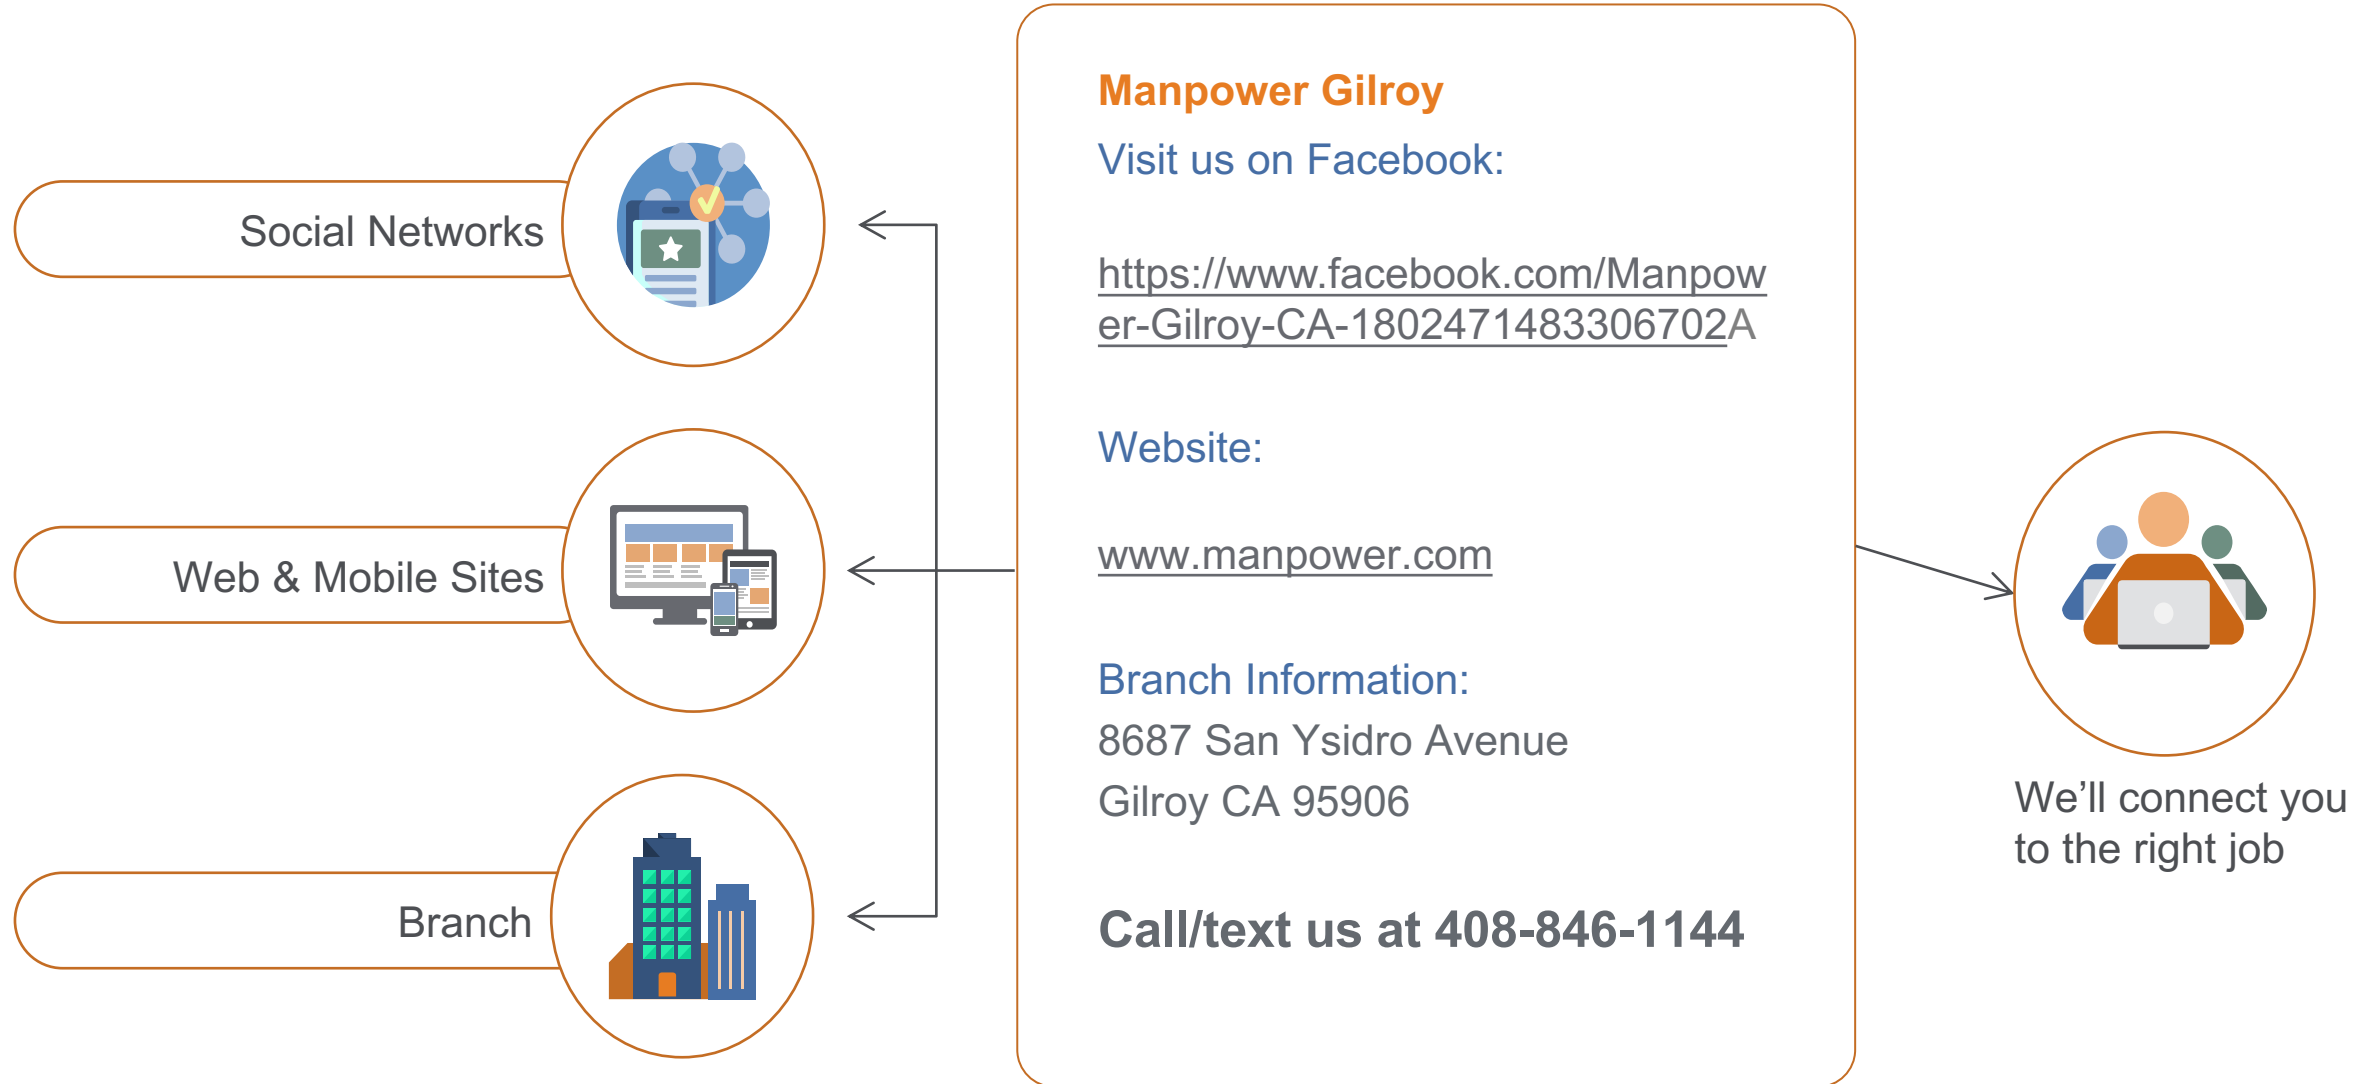 Social Networks
Web & Mobile Sites
Branch
Manpower Gilroy
Visit us on Facebook:
https://www.facebook.com/Manpow
er-Gilroy-CA-1802471483306702A
Website:
www.manpower.com
Branch Information:
8687 San Ysidro Avenue
Gilroy CA 95906
Call/text us at 408-846-1144
We’ll connect you
to the right job